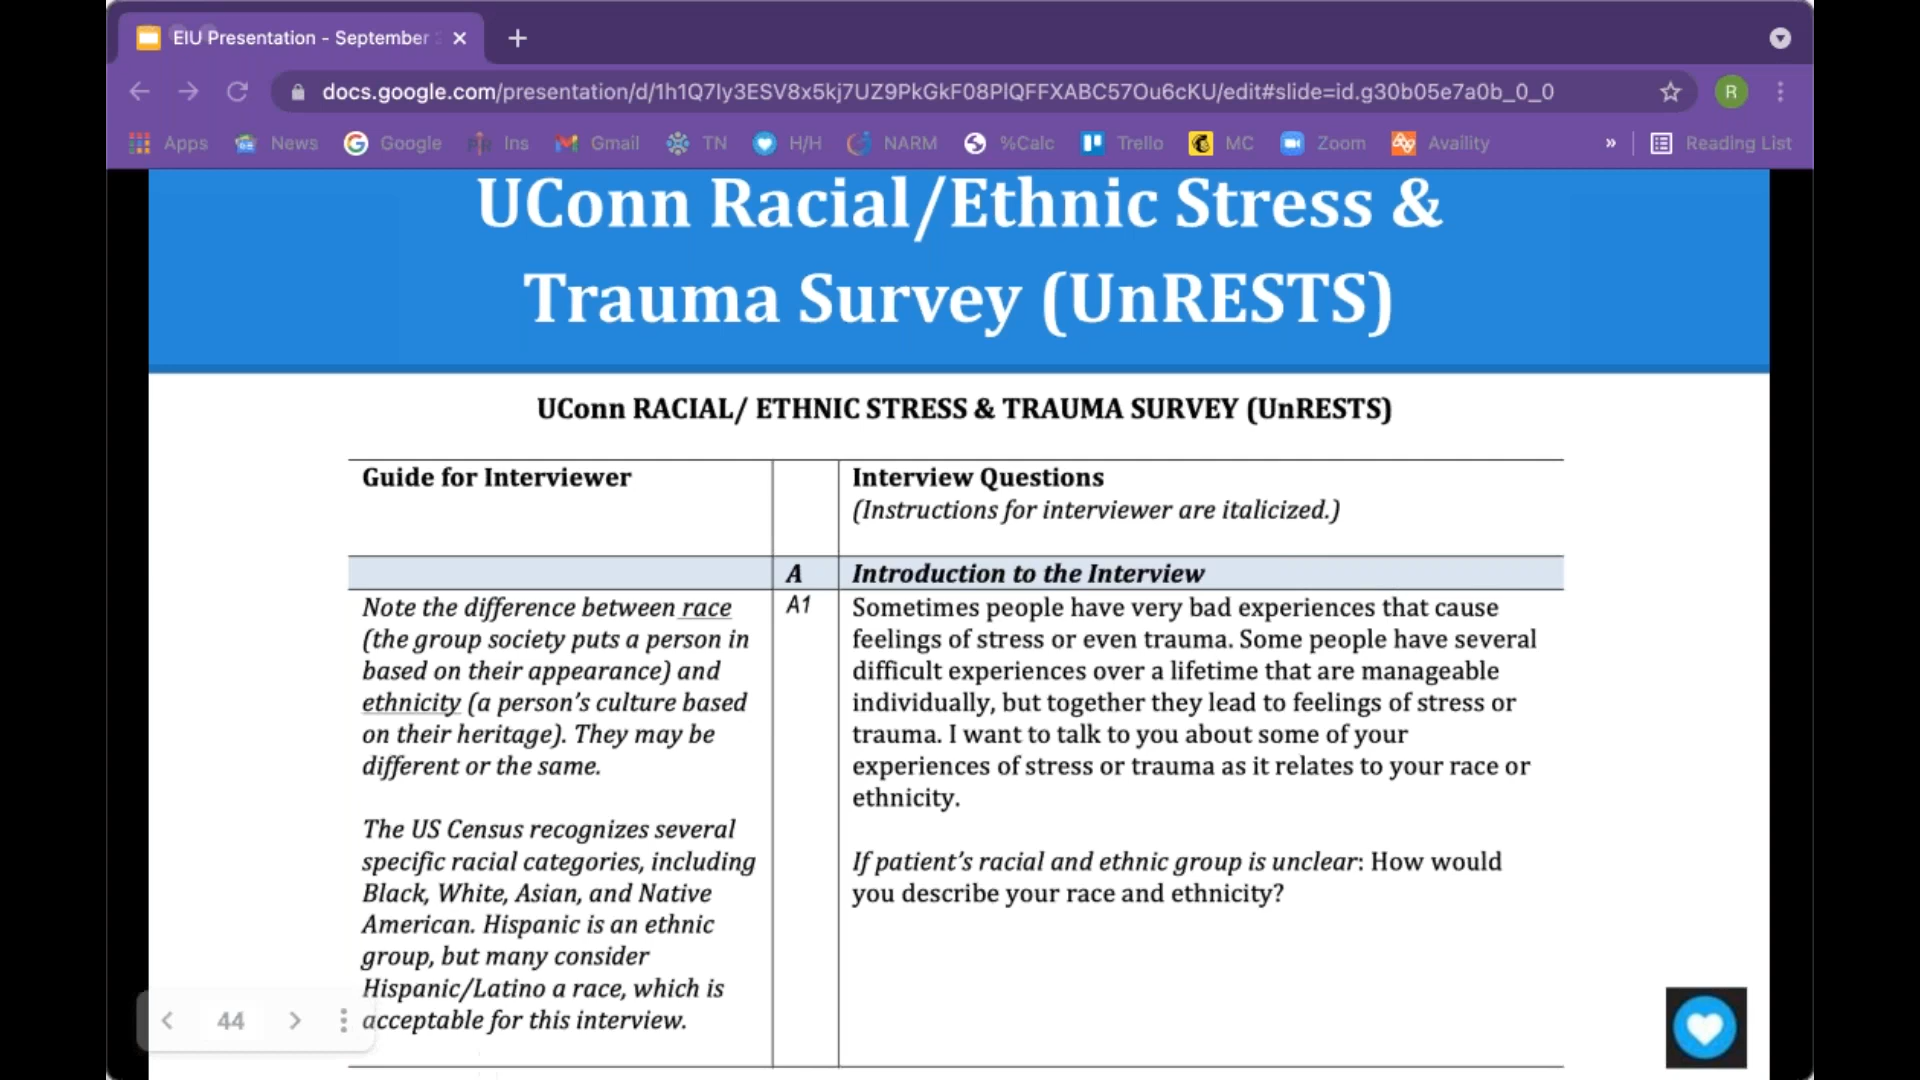 EIU Presentation - September
docs.google.com/presentation/d/1h1Q7Iy3ESV8x5kj7UZ9PkGkF08PlQFFXABC57Ou6cKU/edit#slide=id.g30b05e7a0b_0_0
R
Apps News Google Ins Gmail TN H/H NARM %Calc Trello MC Zoom Availity » Reading List
UConn Racial/Ethnic Stress &
Trauma Survey (UnRESTS)
UConn RACIAL/ ETHNIC STRESS & TRAUMA SURVEY (UnRESTS)
Guide for Interviewer
Interview Questions
(Instructions for interviewer are italicized.)
A Introduction to the Interview
Note the difference between race
(the group society puts a person in
based on their appearance) and
ethnicity (a person's culture based
on their heritage). They may be
different or the same.
The US Census recognizes several
specific racial categories, including
Black, White, Asian, and Native
American. Hispanic is an ethnic
group, but many consider
Hispanic/Latino a race, which is
acceptable for this interview.
A1
Sometimes people have very bad experiences that cause
feelings of stress or even trauma. Some people have several
difficult experiences over a lifetime that are manageable
individually, but together they lead to feelings of stress or
trauma. I want to talk to you about some of your
experiences of stress or trauma as it relates to your race or
ethnicity.
If patient's racial and ethnic group is unclear: How would
you describe your race and ethnicity?
44